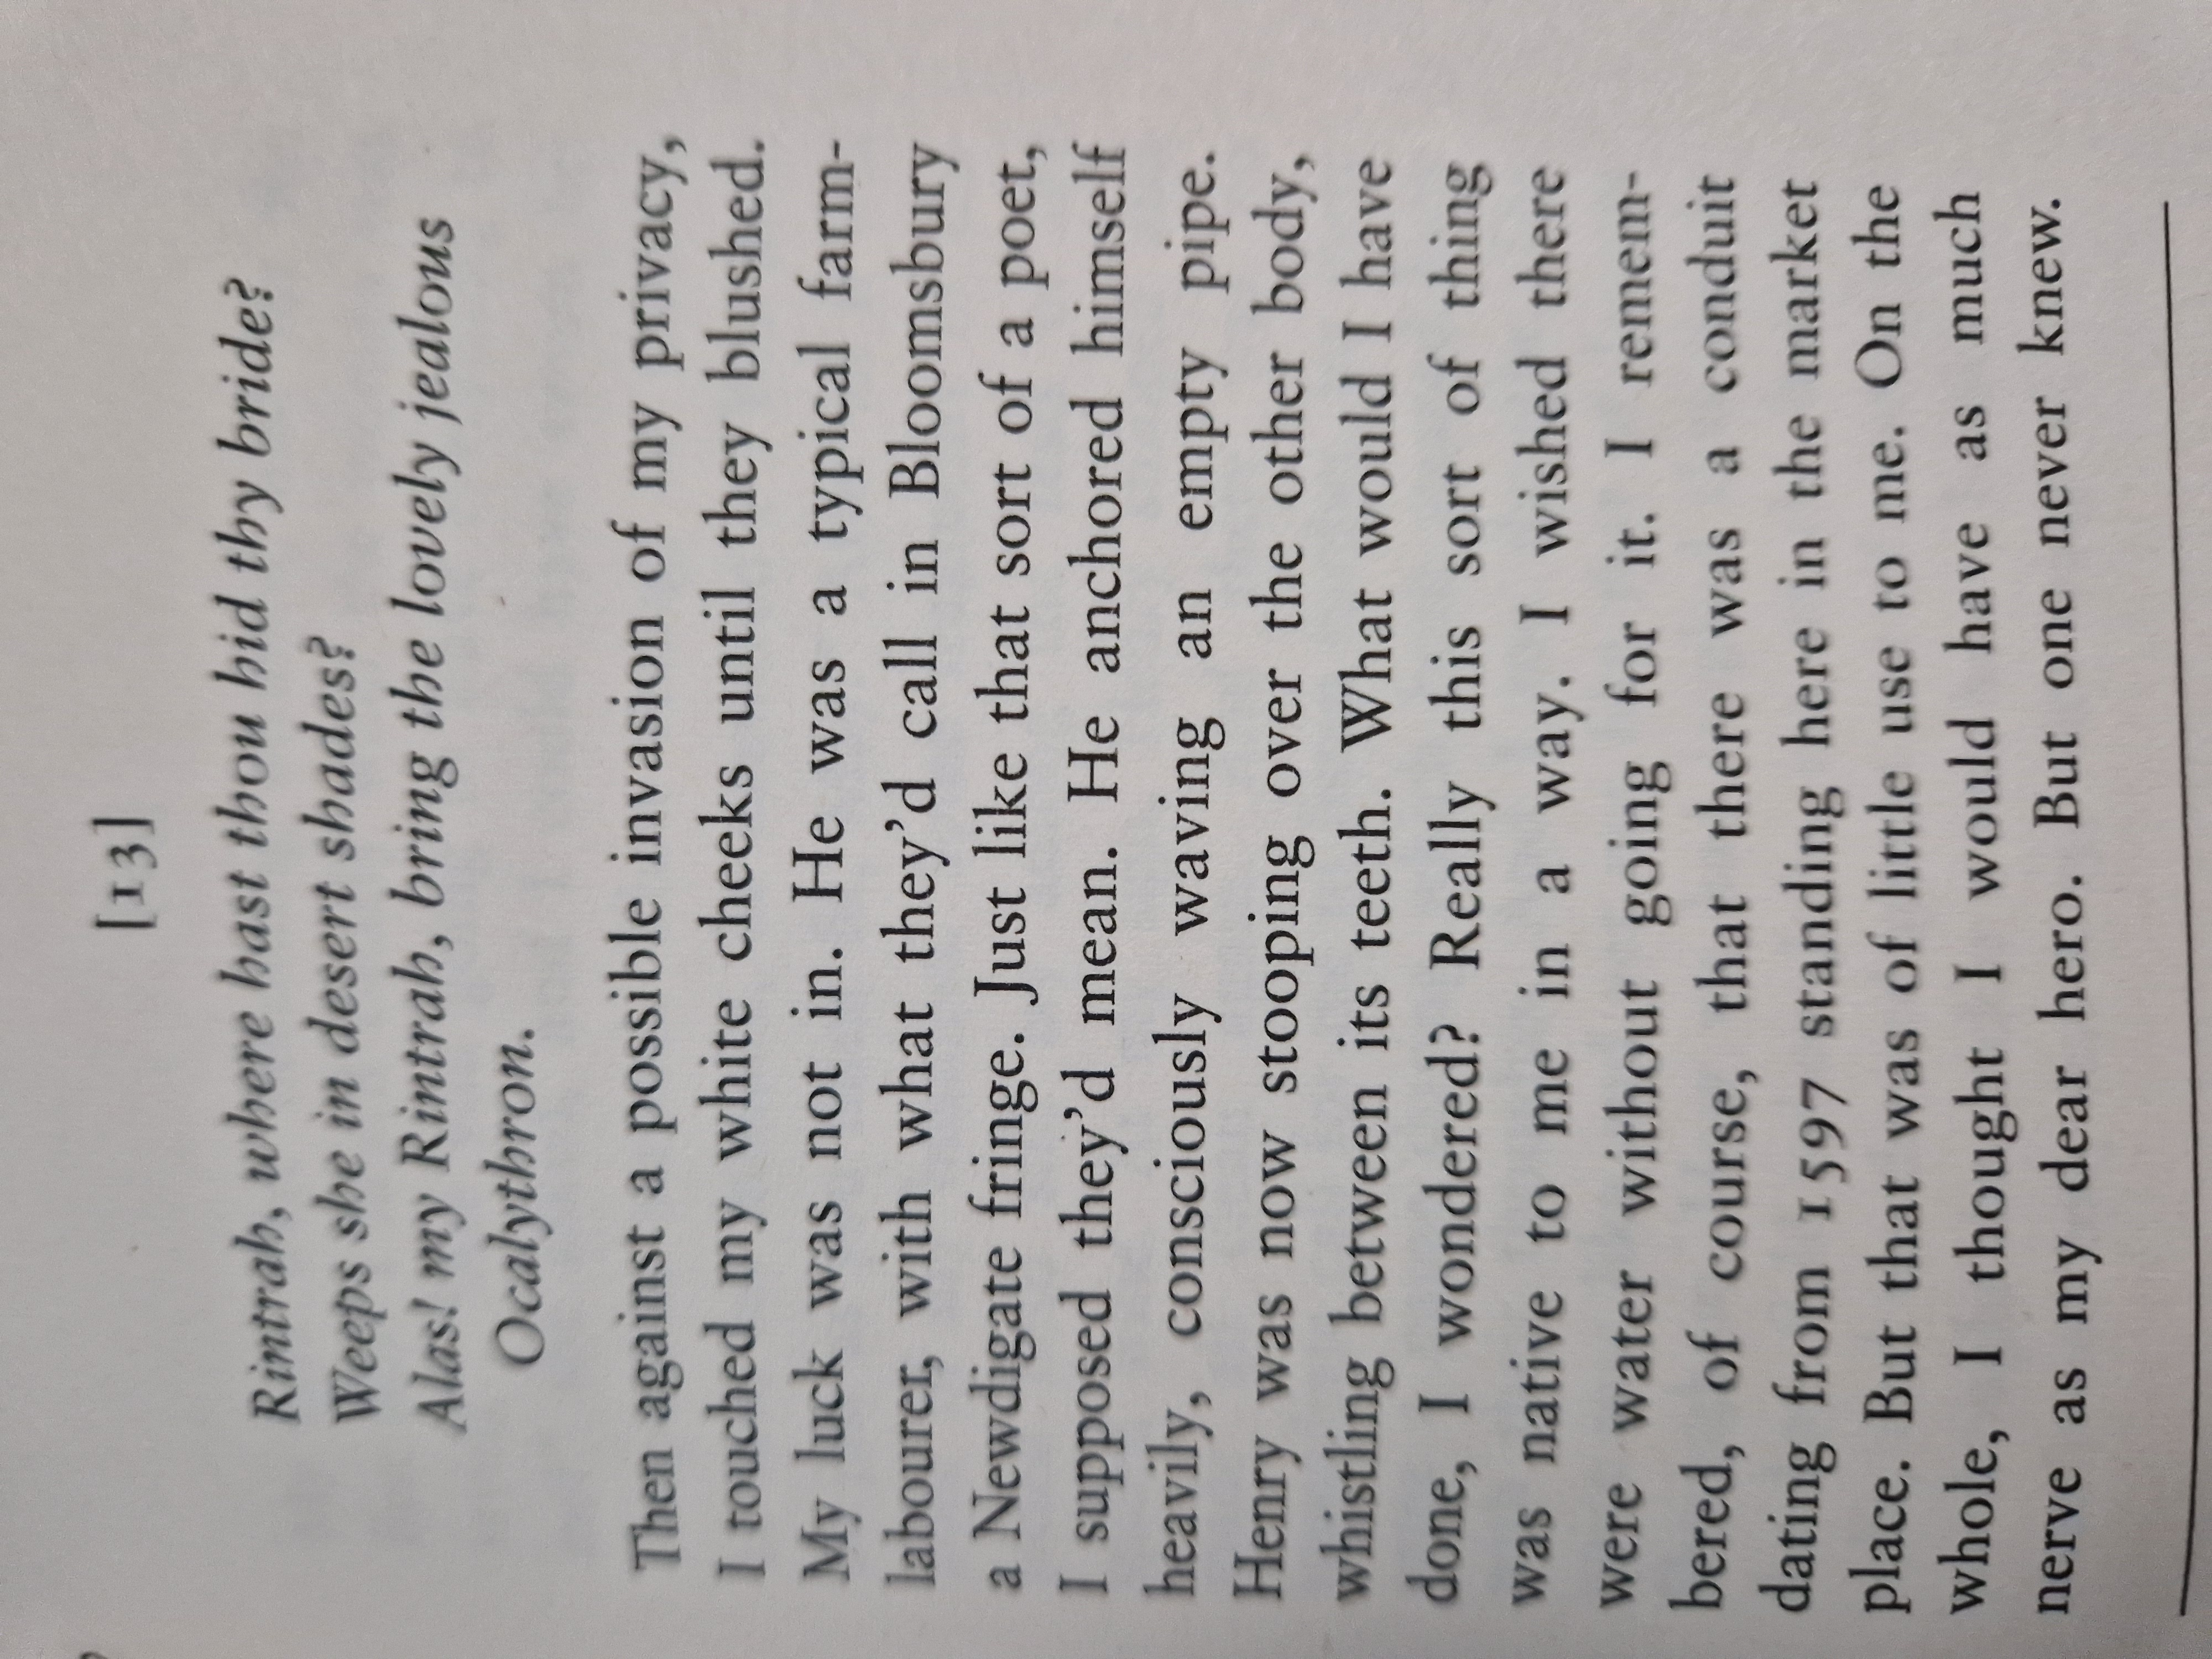 [13]
Rintrah, where hast thou hid thy bride?
Weeps she in desert shades?
Alas! my Rintrah, bring the lovely jealous
Ocalythron.
Then against a possible invasion of my privacy,
I touched my white cheeks until they blushed.
My luck was not in. He was a typical farm-
labourer, with what they’d call in Bloomsbury
a Newdigate fringe. Just like that sort of a poet,
I supposed they’d mean. He anchored himself
heavily, consciously waving an empty pipe.
Henry was now stooping over the other body,
whistling between its teeth. What would I have
done, I wondered? Really this sort of thing
was native to me in a way. I wished there
were water without going for it. I remem-
bered, of course, that there was a conduit
dating from 1597 standing here in the market
place. But that was of little use to me. On the
whole, I thought I would have as much
nerve as my dear hero. But one never knew.